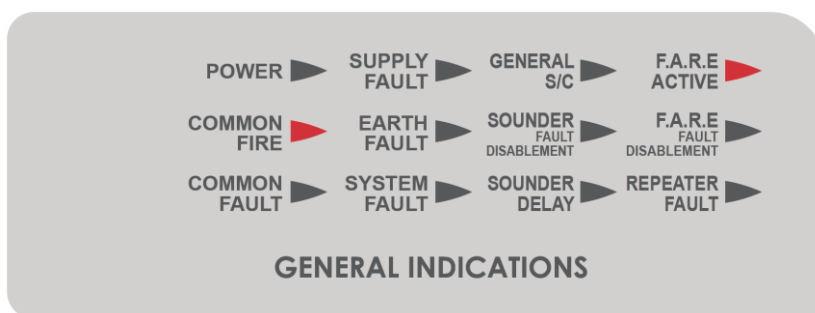 POWER
SUPPLY
FAULT
GENERAL
S/C
F.A.R.E
ACTIVE
COMMON
FIRE
EARTH
FAULT
SOUNDER
FAULT
DISABLEMENT
F.A.R.E
FAULT
DISABLEMENT
COMMON
FAULT
SYSTEM
FAULT
SOUNDER
DELAY
REPEATER
FAULT
GENERAL INDICATIONS